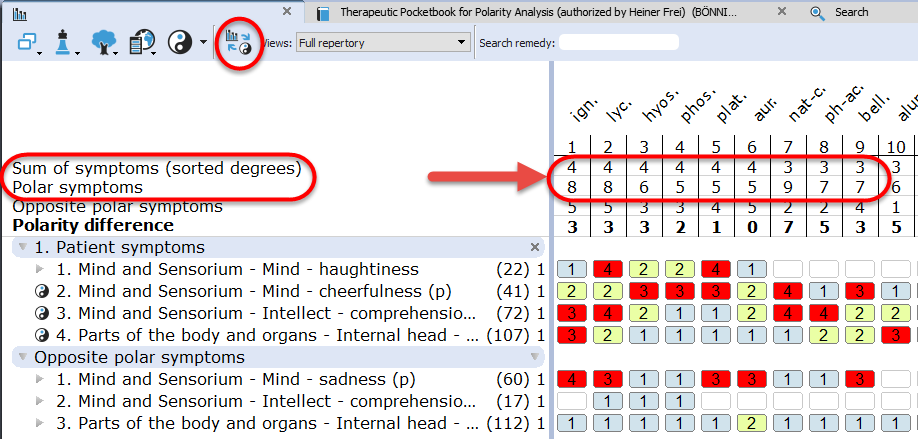 Therapeutic Pocketbook for Polarity Analysis (authorized by Heiner Frei) (BÖNNI...
Search
Views: Full repertory Search remedy:
ign. lyc. hyos. phos. plat. aur. nat-c. ph-ac. bell. alu
1 2 3 4 5 6 7 8 9 10
Sum of symptoms (sorted degrees) 4 4 4 4 4 4 3 3 3 3
Polar symptoms 8 8 6 5 5 5 9 7 7 6
Opposite polar symptoms 5 5 3 3 4 5 2 2 4 1
Polarity difference 3 3 3 2 1 0 7 5 3 5
1. Patient symptoms
1. Mind and Sensorium - Mind - haughtiness (22) 1 1 4 2 2 4 1
2. Mind and Sensorium - Mind - cheerfulness (p) (41) 1 2 2 3 3 3 2 4 1 3 1
3. Mind and Sensorium - Intellect - comprehensio... (72) 1 3 4 2 1 1 2 4 4 2 2
4. Parts of the body and organs - Internal head - ... (107) 1 3 2 1 1 1 1 1 2 2 3
Opposite polar symptoms
1. Mind and Sensorium - Mind - sadness (p) (60) 1 4 3 1 1 3 3 1 1 3
2. Mind and Sensorium - Intellect - comprehensio... (17) 1 1 1 1
3. Parts of the body and organs - Internal head - ... (112) 1 1 1 1 1 1 2 1 1 1 1